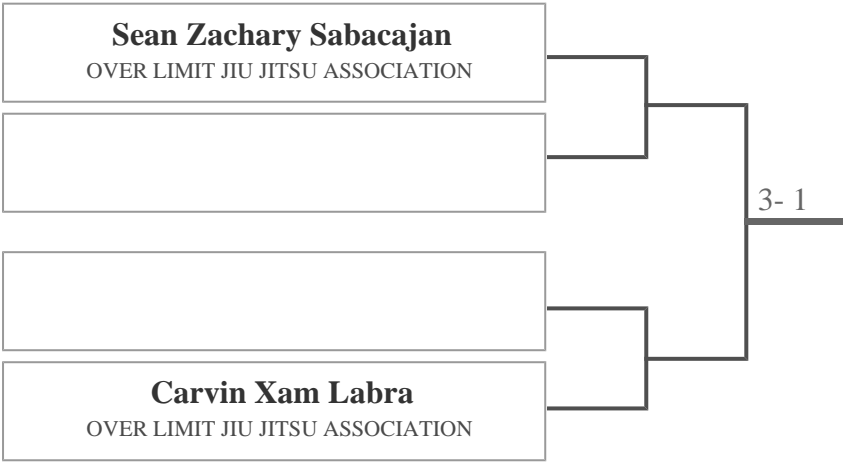 Sean Zachary Sabacajan
OVER LIMIT JIU JITSU ASSOCIATION
3- 1
Carvin Xam Labra
OVER LIMIT JIU JITSU ASSOCIATION